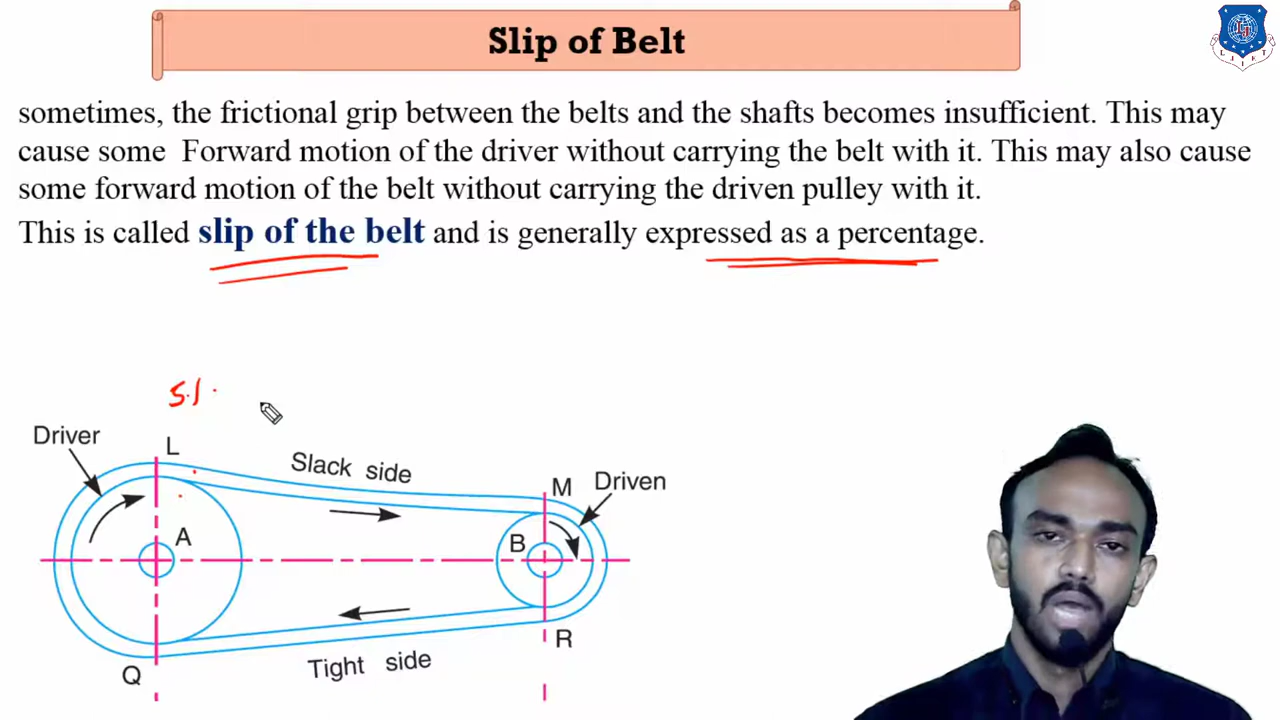 Slip of Belt
LJIET
sometimes, the frictional grip between the belts and the shafts becomes insufficient. This may
cause some Forward motion of the driver without carrying the belt with it. This may also cause
some forward motion of the belt without carrying the driven pulley with it.
This is called slip of the belt and is generally expressed as a percentage.
Driver
L
Slack side
M
Driven
A
B
R
Tight side
Q